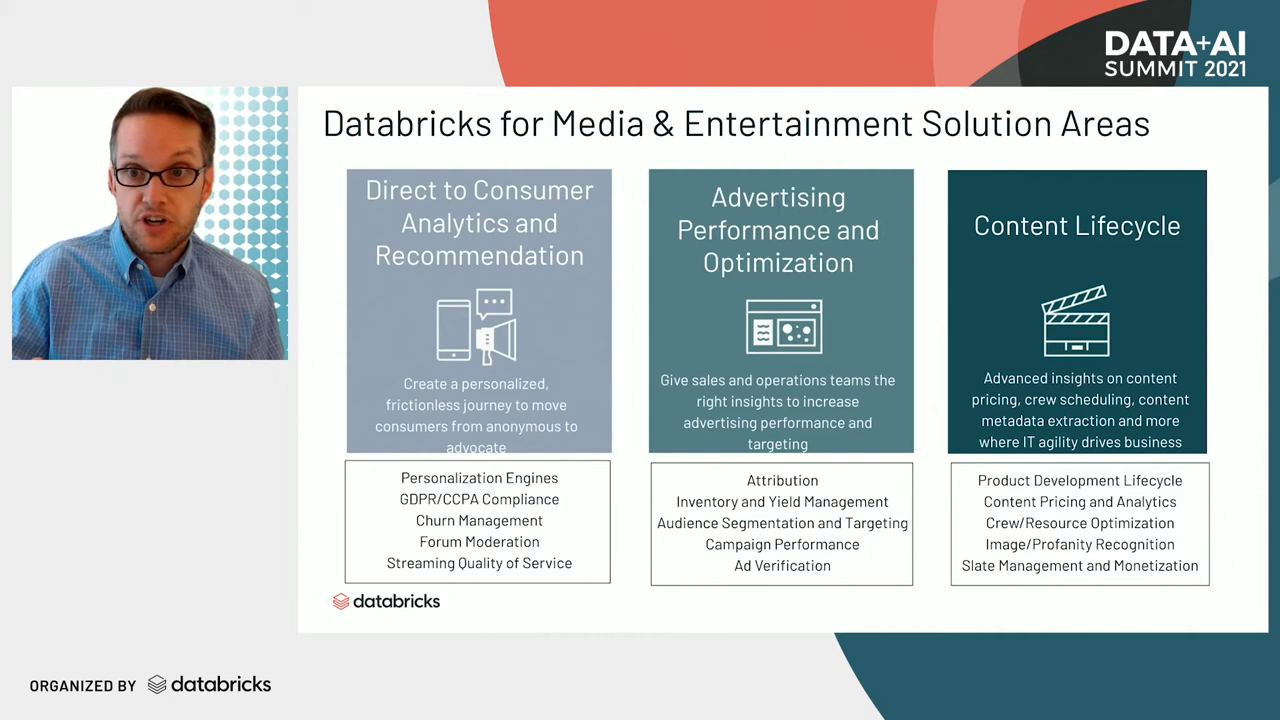 DATA+AI
SUMMIT 2021
Databricks for Media & Entertainment Solution Areas
Direct to Consumer
Analytics and
Recommendation
Create a personalized,
frictionless journey to move
consumers from anonymous to
advocate
Personalization Engines
GDPR/CCPA Compliance
Churn Management
Forum Moderation
Streaming Quality of Service
Advertising
Performance and
Optimization
Give sales and operations teams the
right insights to increase
advertising performance and
targeting
Attribution
Inventory and Yield Management
Audience Segmentation and Targeting
Campaign Performance
Ad Verification
Content Lifecycle
Advanced insights on content
pricing, crew scheduling, content
metadata extraction and more
where IT agility drives business
Product Development Lifecycle
Content Pricing and Analytics
Crew/Resource Optimization
Image/Profanity Recognition
Slate Management and Monetization
databricks
ORGANIZED BY databricks